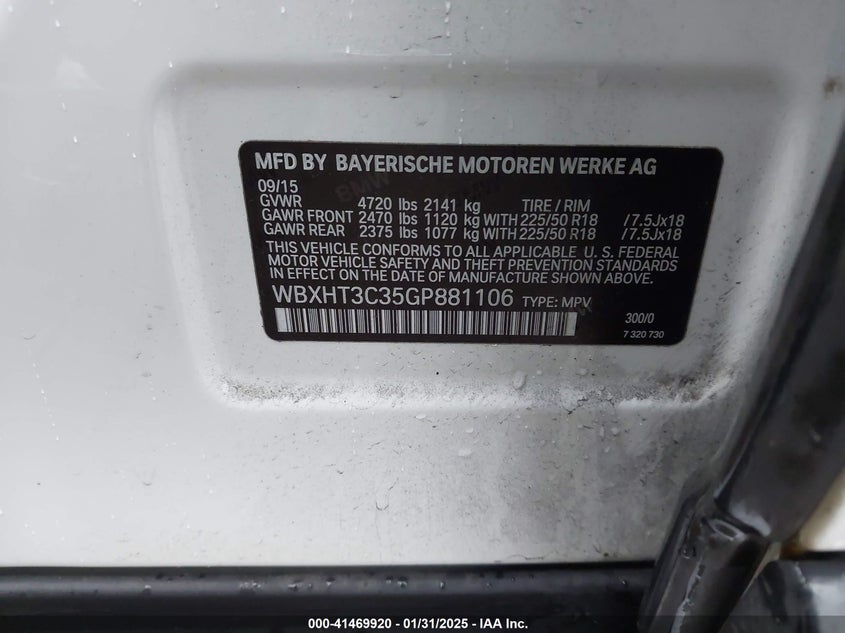 MFD BY BAYERISCHE MOTOREN WERKE AG
09/15
GVWR 4720 lbs 2141 kg TIRE / RIM
GAWR FRONT 2470 lbs 1120 kg WITH 225/50 R18 /7.5Jx18
GAWR REAR 2375 lbs 1077 kg WITH 225/50 R18 /7.5Jx18
THIS VEHICLE CONFORMS TO ALL APPLICABLE U. S. FEDERAL
MOTOR VEHICLE SAFETY AND THEFT PREVENTION STANDARDS
IN EFFECT ON THE DATE OF MANUFACTURE SHOWN ABOVE.
WBXHT3C35GP881106 TYPE: MPV
300/0
7 320 730
000-41469920 - 01/31/2025 - IAA Inc.